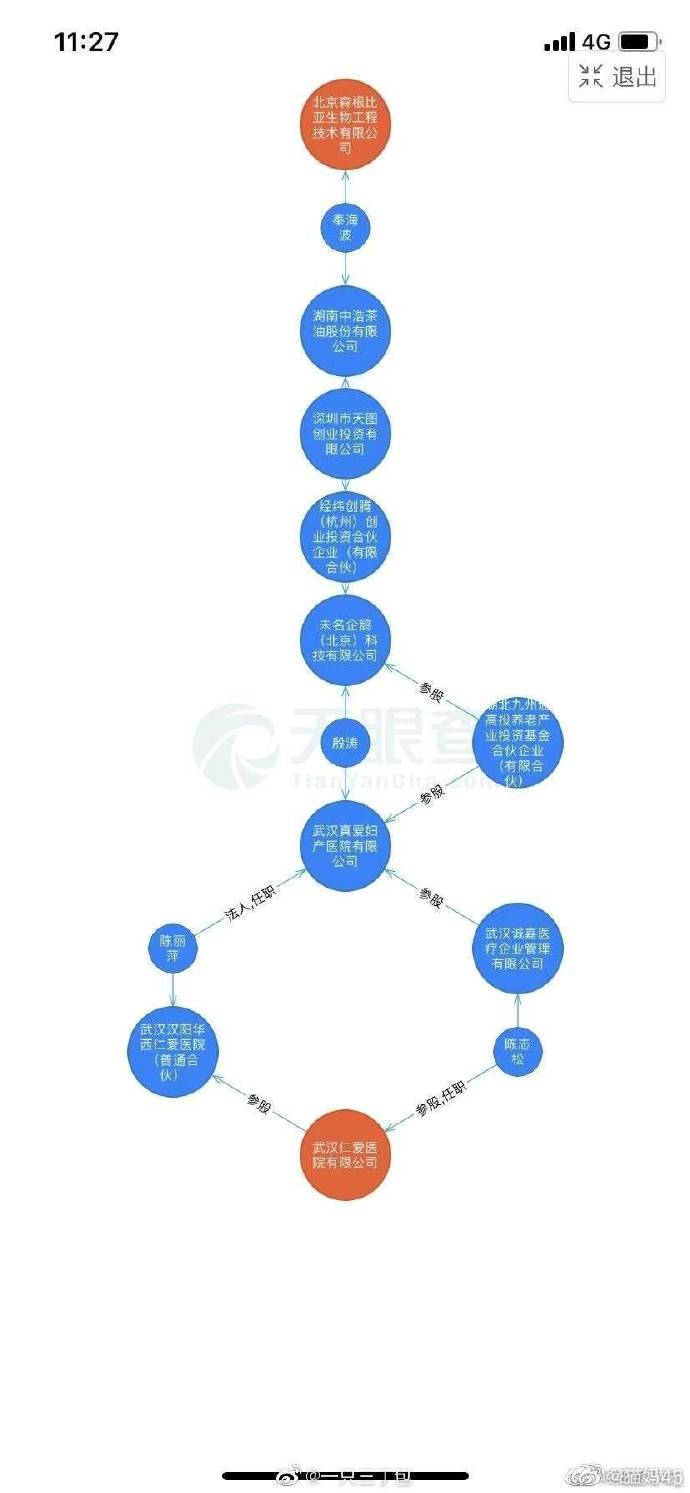 11:27
4G
退出
北京森根比
亚生物工程
技术有限公
司
奉海
波
湖南中浩茶
油股份有限
公司
深圳市天图
创业投资有
限公司
经纬创腾
（杭州）创
业投资合伙
企业（有限
合伙）
未名企鹅
（北京）科
技有限公司
参股
湖北九州通
高投养老产
业投资基金
合伙企业
（有限合
伙）
天眼查
TianYanCha.com
殷涛
参股
武汉真爱妇
产医院有限
公司
法人,任职
参股
陈丽
萍
武汉诚嘉医
疗企业管理
有限公司
武汉汉阳华
西仁爱医院
（普通合
伙）
陈志
松
参股
参股,任职
武汉仁爱医
院有限公司
@一只三丁包